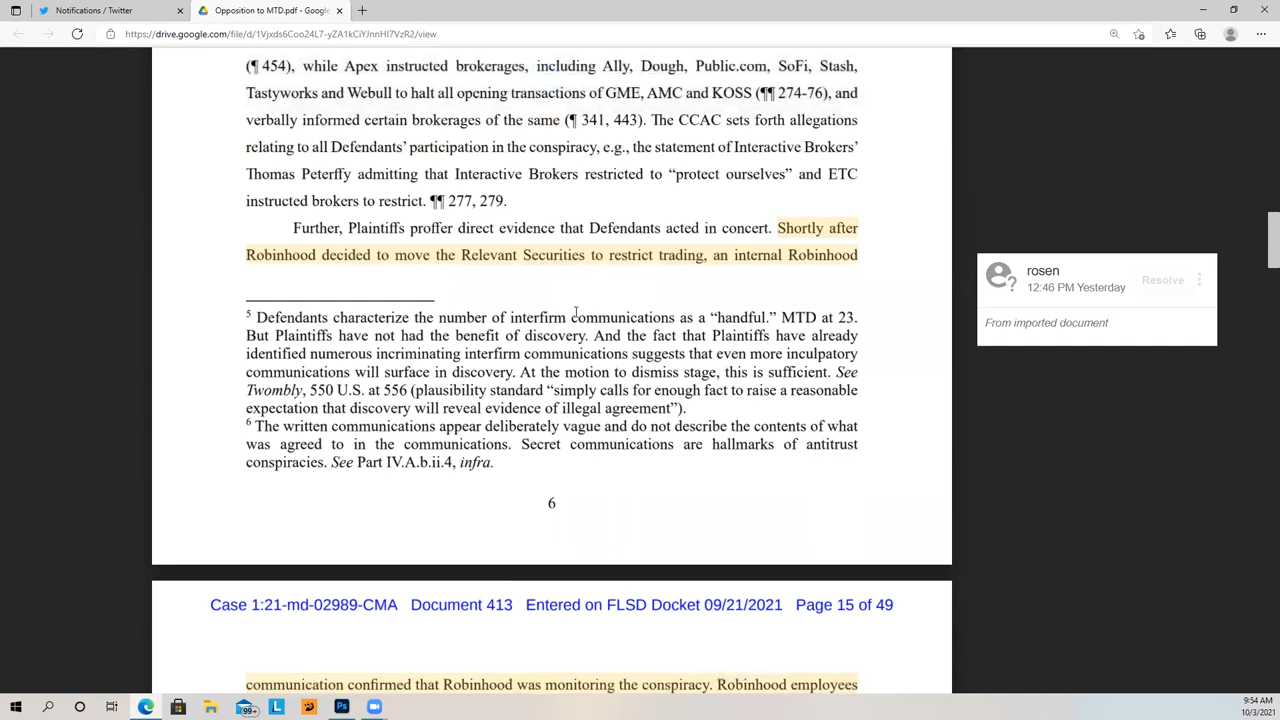 Notifications / Twitter
Opposition to MTD.pdf - Google
https://drive.google.com/file/d/1Vjxds6Coo24L7-yZA1kCiYJnnHI7VzR2/view
(¶ 454), while Apex instructed brokerages, including Ally, Dough, Public.com, SoFi, Stash,
Tastyworks and Webull to halt all opening transactions of GME, AMC and KOSS (¶¶ 274-76), and
verbally informed certain brokerages of the same (¶ 341, 443). The CCAC sets forth allegations
relating to all Defendants’ participation in the conspiracy, e.g., the statement of Interactive Brokers’
Thomas Peterffy admitting that Interactive Brokers restricted to “protect ourselves” and ETC
instructed brokers to restrict. ¶¶ 277, 279.
Further, Plaintiffs proffer direct evidence that Defendants acted in concert. Shortly after
Robinhood decided to move the Relevant Securities to restrict trading, an internal Robinhood
5 Defendants characterize the number of interfirm communications as a “handful.” MTD at 23.
But Plaintiffs have not had the benefit of discovery. And the fact that Plaintiffs have already
identified numerous incriminating interfirm communications suggests that even more inculpatory
communications will surface in discovery. At the motion to dismiss stage, this is sufficient. See
Twombly, 550 U.S. at 556 (plausibility standard “simply calls for enough fact to raise a reasonable
expectation that discovery will reveal evidence of illegal agreement”).
6 The written communications appear deliberately vague and do not describe the contents of what
was agreed to in the communications. Secret communications are hallmarks of antitrust
conspiracies. See Part IV.A.b.ii.4, infra.
6
Case 1:21-md-02989-CMA Document 413 Entered on FLSD Docket 09/21/2021 Page 15 of 49
communication confirmed that Robinhood was monitoring the conspiracy. Robinhood employees
rosen
12:46 PM Yesterday
Resolve
From imported document
99+
L
Ps
9:54 AM
10/3/2021